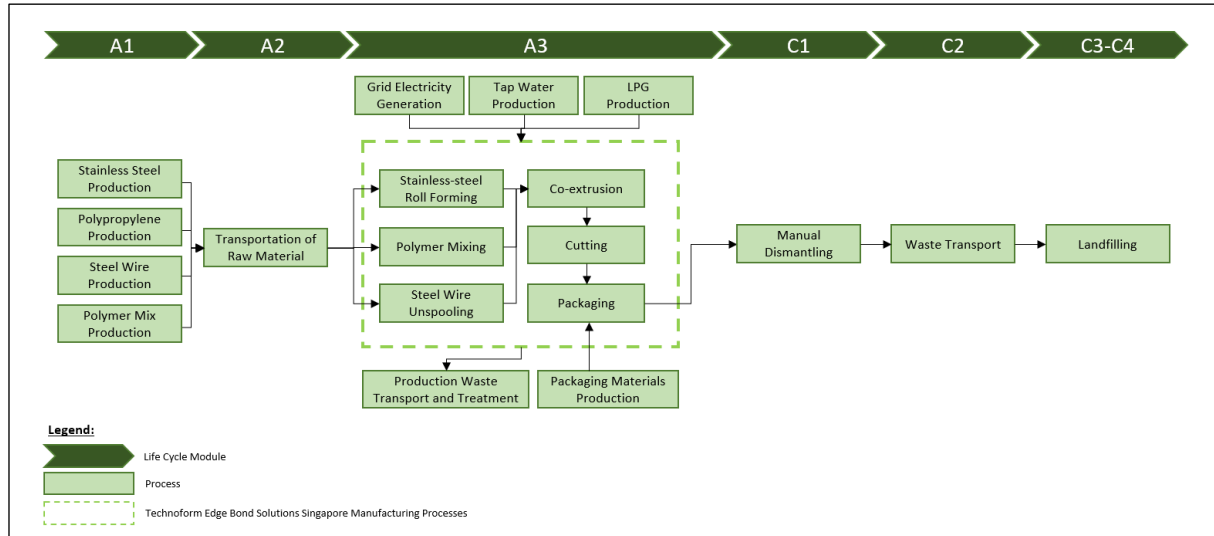 A1
A2
A3
C1
C2
C3-C4
Grid Electricity
Generation
Tap Water
Production
LPG
Production
Stainless Steel
Production
Polypropylene
Production
Steel Wire
Production
Polymer Mix
Production
Transportation of
Raw Material
Stainless-steel
Roll Forming
Polymer Mixing
Steel Wire
Unspooling
Co-extrusion
Cutting
Packaging
Manual
Dismantling
Waste Transport
Landfilling
Production Waste
Transport and Treatment
Packaging Materials
Production
Legend:
Life Cycle Module
Process
Technoform Edge Bond Solutions Singapore Manufacturing Processes